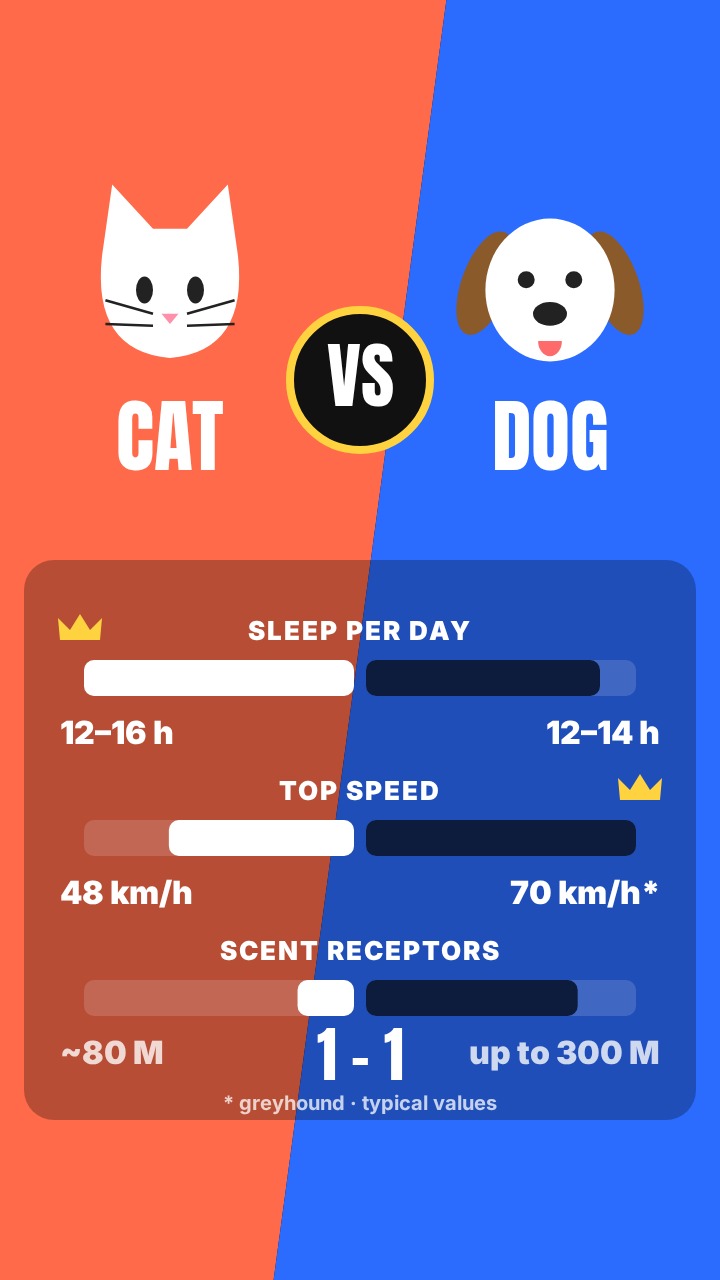 VS
CAT
DOG
SLEEP PER DAY
12–16 h
12–14 h
TOP SPEED
48 km/h
70 km/h*
SCENT RECEPTORS
~80 M
1 - 1
up to 300 M
* greyhound · typical values